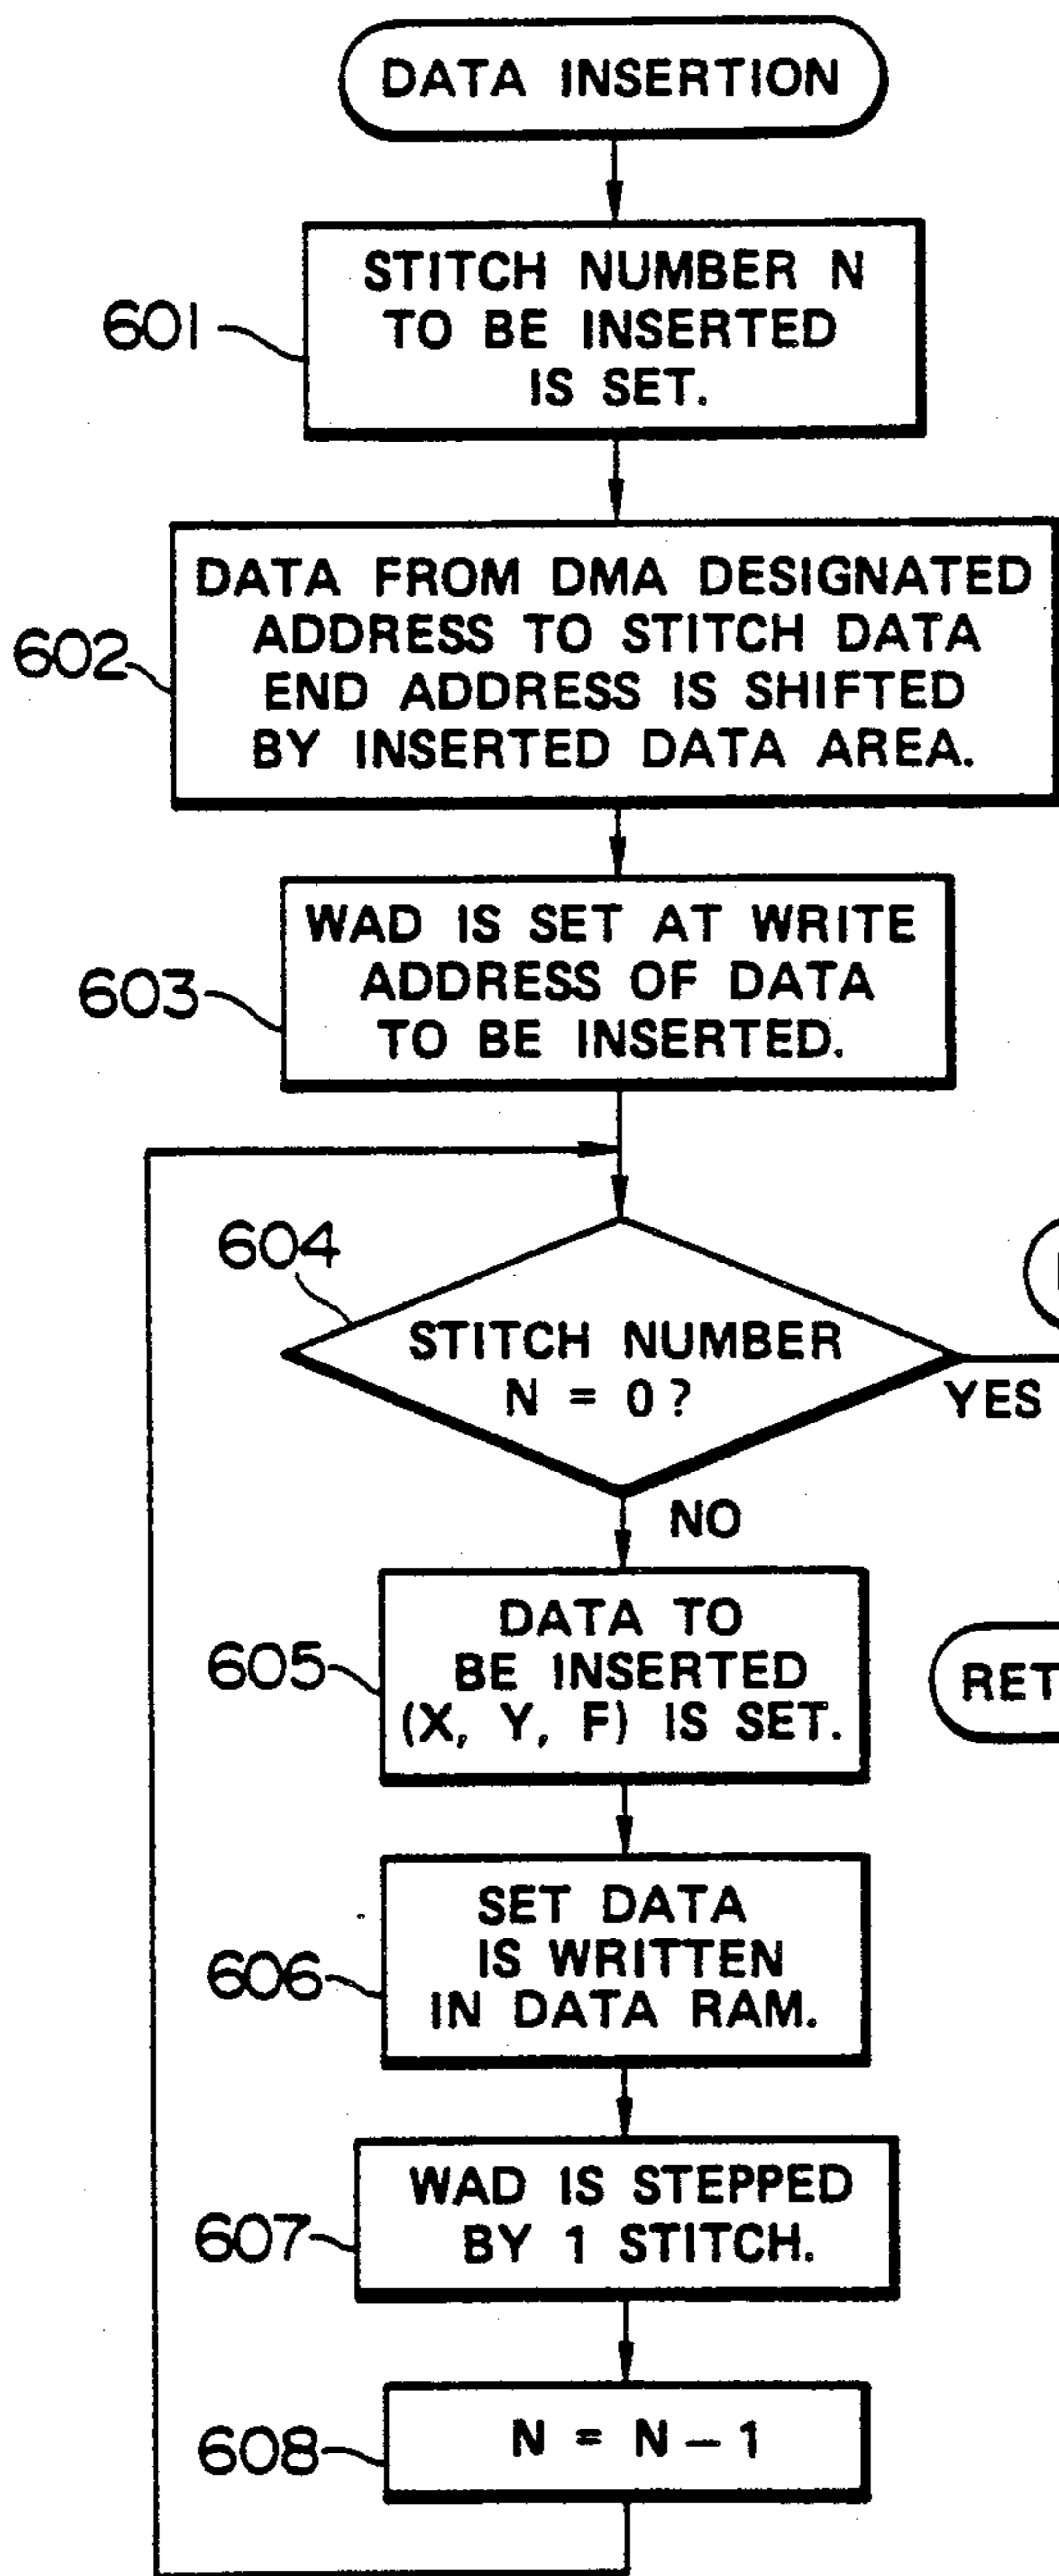 DATA INSERTION
601
STITCH NUMBER N
TO BE INSERTED
IS SET.
602
DATA FROM DMA DESIGNATED
ADDRESS TO STITCH DATA
END ADDRESS IS SHIFTED
BY INSERTED DATA AREA.
603
WAD IS SET AT WRITE
ADDRESS OF DATA
TO BE INSERTED.
604
STITCH NUMBER
N = 0?
YES
NO
605
DATA TO
BE INSERTED
(X, Y, F) IS SET.
RET
606
SET DATA
IS WRITTEN
IN DATA RAM.
607
WAD IS STEPPED
BY 1 STITCH.
608
N = N - 1